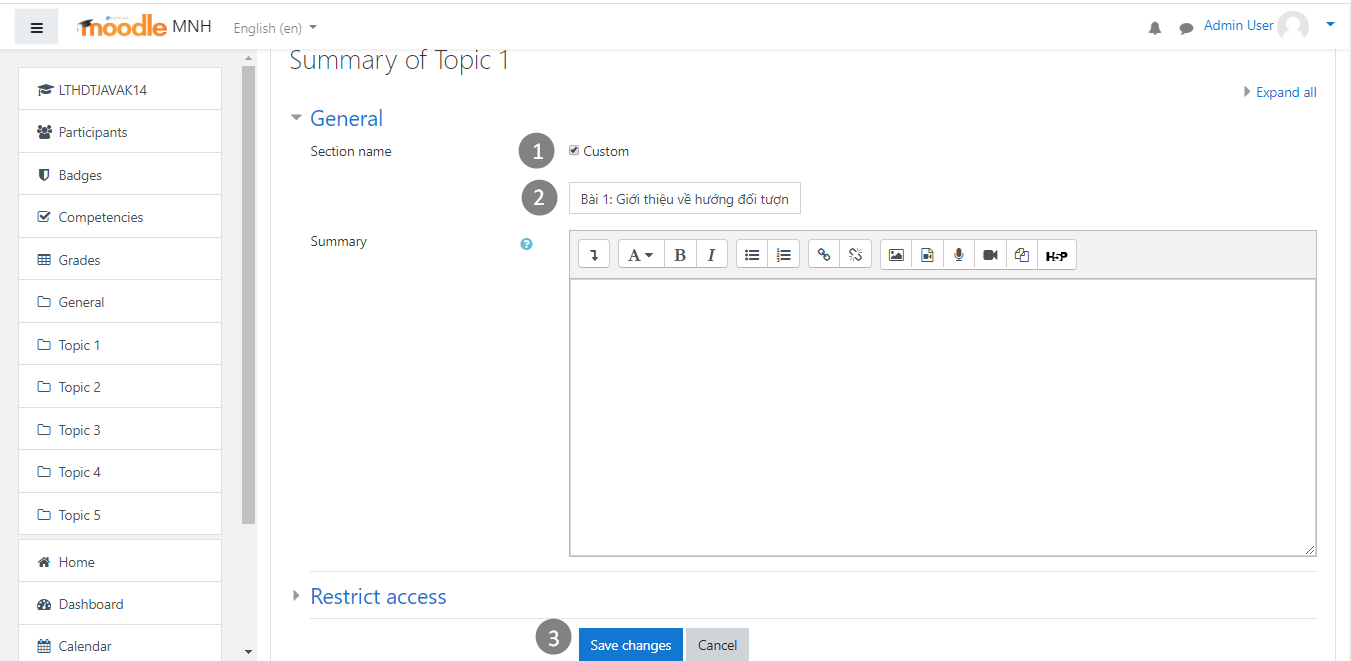 moodle MNH English (en) Admin User
Summary of Topic 1
Expand all
General
Section name 1 Custom
2 Bài 1: Giới thiệu về hướng đối tượn
Summary ?
A B I H-P
Restrict access
3 Save changes Cancel
LTHDTJAVAK14
Participants
Badges
Competencies
Grades
General
Topic 1
Topic 2
Topic 3
Topic 4
Topic 5
Home
Dashboard
Calendar